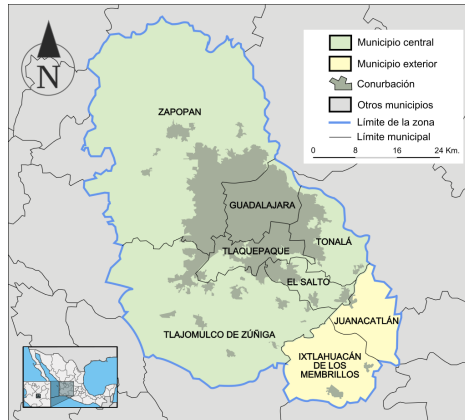 N
Municipio central
Municipio exterior
Conurbación
Otros municipios
Límite de la zona
Límite municipal
0 8 16 24 Km.
ZAPOPAN
GUADALAJARA
TONALÁ
TLAQUEPAQUE
EL SALTO
JUANACATLÁN
TLAJOMULCO DE ZÚÑIGA
IXTLAHUACÁN
DE LOS
MEMBRILLOS